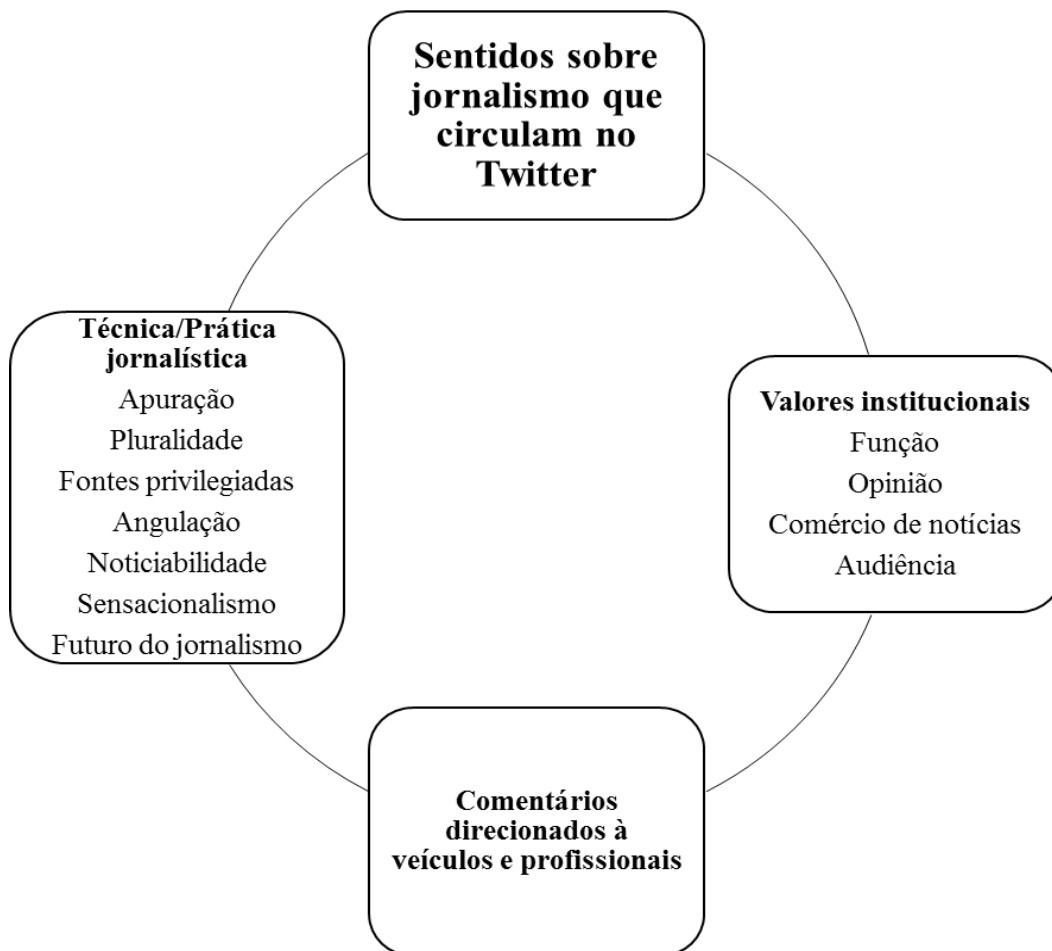 Sentidos sobre
jornalismo que
circulam no
Twitter
Técnica/Prática
jornalística
Apuração
Pluralidade
Fontes privilegiadas
Angulação
Noticiabilidade
Sensacionalismo
Futuro do jornalismo
Valores institucionais
Função
Opinião
Comércio de notícias
Audiência
Comentários
direcionados à
veículos e profissionais